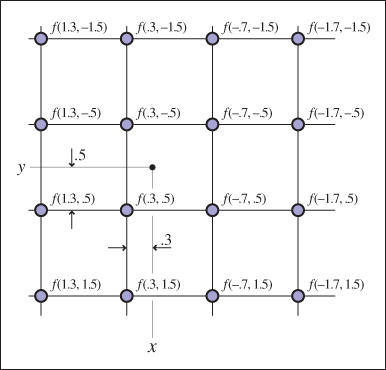 f(1.3, –1.5) f(.3, –1.5) f(–.7, –1.5) f(–1.7, –1.5)
f(1.3, –.5) f(.3, –.5) f(–.7, –.5) f(–1.7, –.5)
.5
y
f(1.3, .5) f(.3, .5) f(–.7, .5) f(–1.7, .5)
.3
f(1.3, 1.5) f(.3, 1.5) f(–.7, 1.5) f(–1.7, 1.5)
x